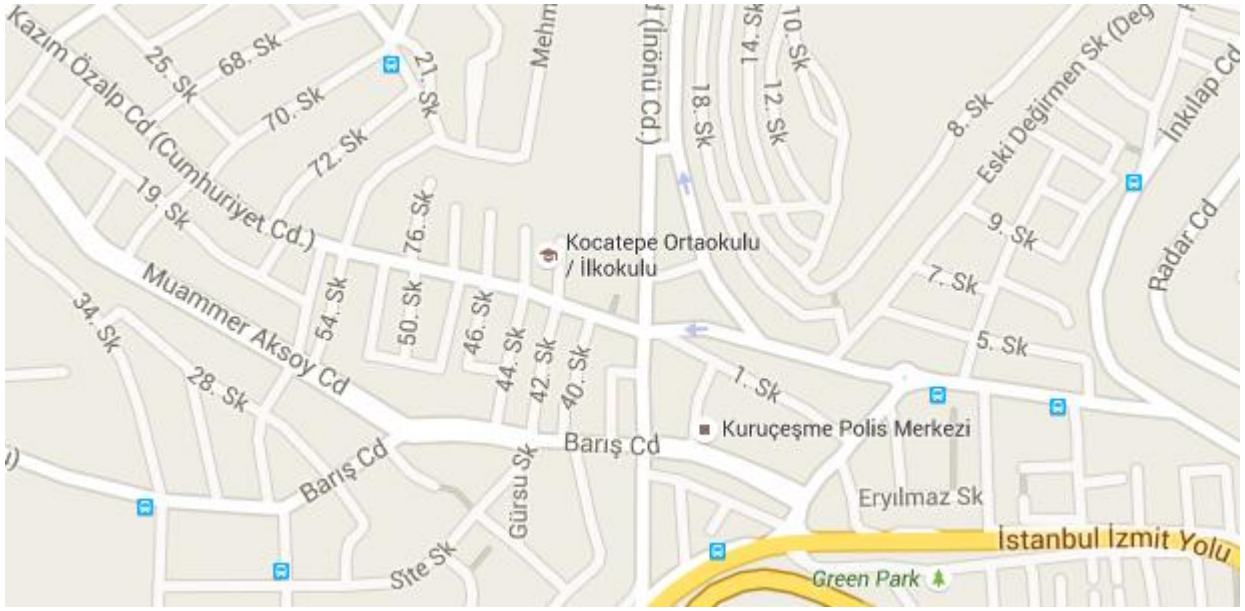 Kazım Özalp Cd (Cumhuriyet Cd.)
25. Sk
68. Sk
21. Sk
Mehm
(İnönü Cd.)
18. Sk
14. Sk
10. Sk
12. Sk
8. Sk
Eski Değirmen Sk (Değ
İnkılap Cd
70. Sk
72. Sk
19. Sk
76. Sk
Kocatepe Ortaokulu
/ İlkokulu
9. Sk
7. Sk
Radar Cd
Muammer Aksoy Cd
54. Sk
50. Sk
46. Sk
44. Sk
42. Sk
40. Sk
34. Sk
28. Sk
1. Sk
5. Sk
Kuruçeşme Polis Merkezi
Barış Cd
Barış Cd
Gürsu Sk
Eryılmaz Sk
İstanbul İzmit Yolu
Site Sk
Green Park